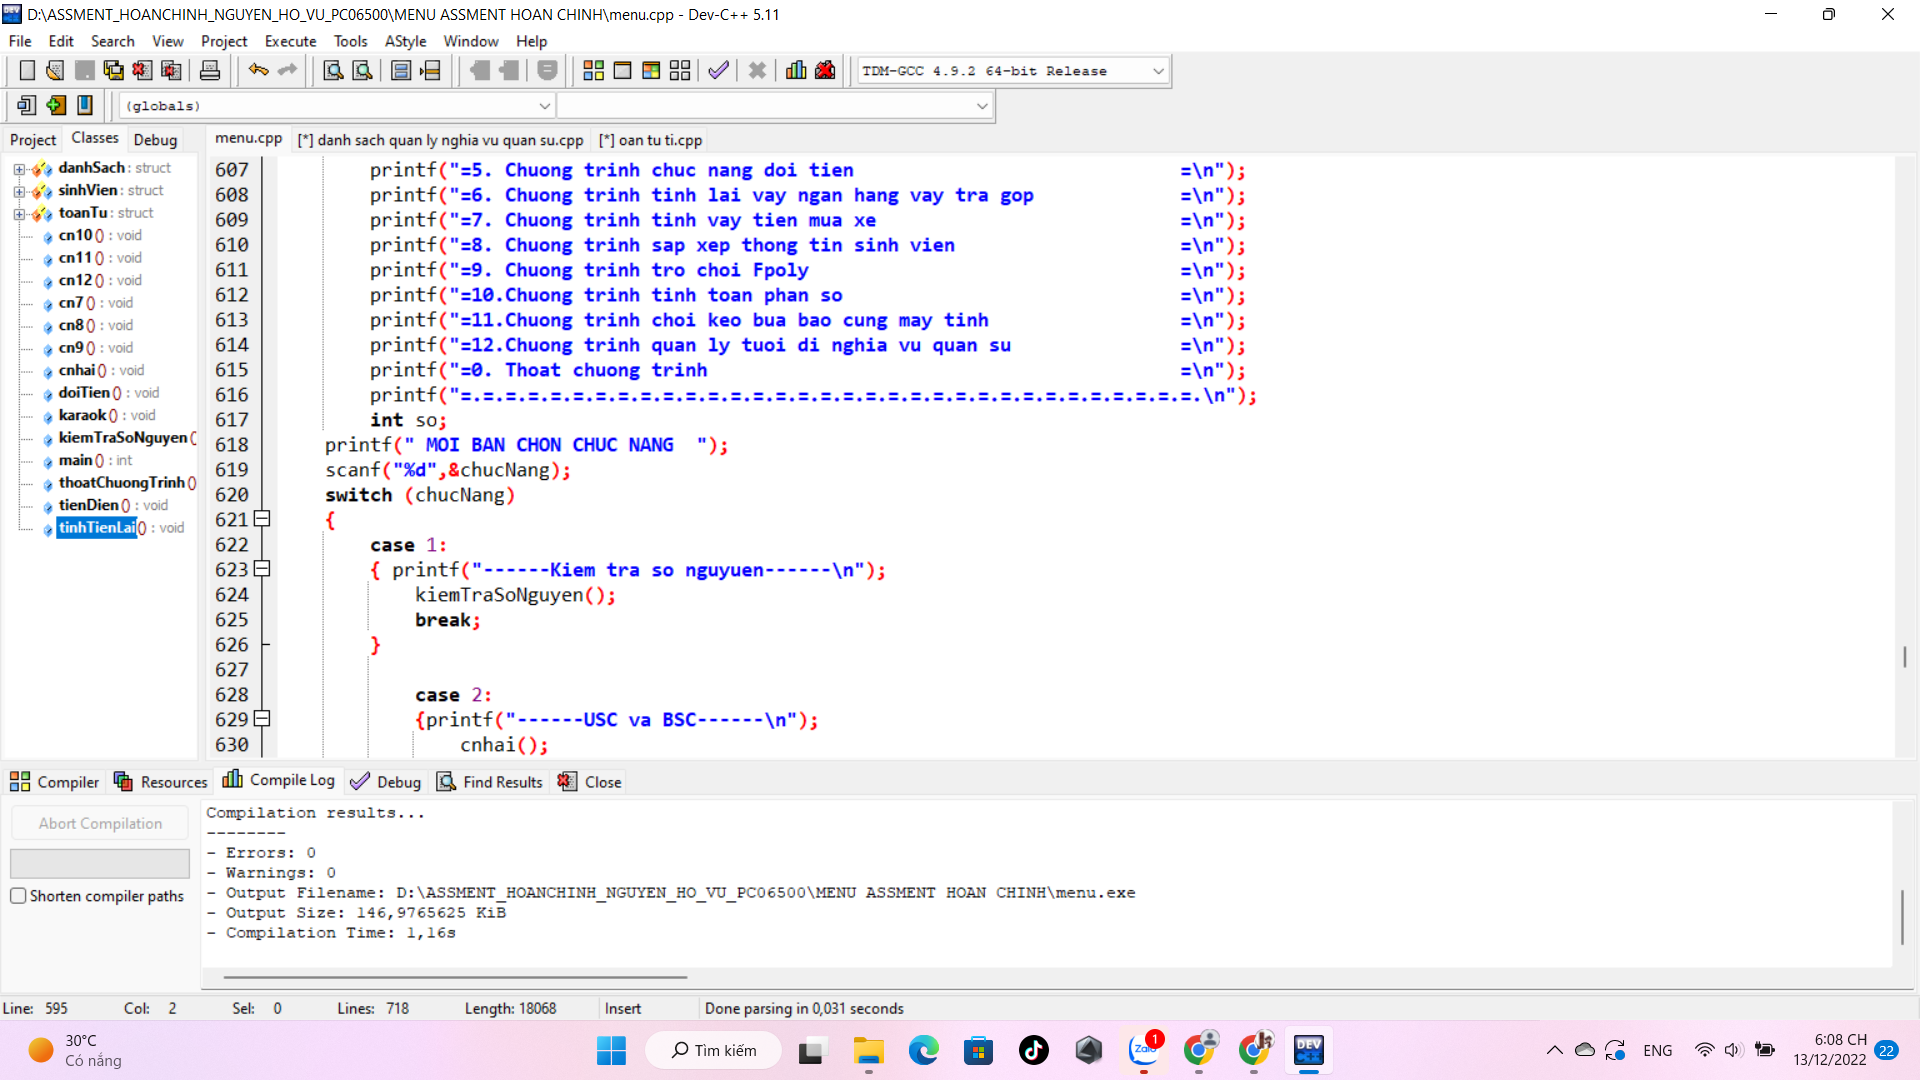 D:\ASSMENT_HOANCHINH_NGUYEN_HO_VU_PC06500\MENU ASSMENT HOAN CHINH\menu.cpp - Dev-C++ 5.11
File Edit Search View Project Execute Tools AStyle Window Help
TDM-GCC 4.9.2 64-bit Release
(globals)
Project Classes Debug
menu.cpp [*] danh sach quan ly nghia vu quan su.cpp [*] oan tu ti.cpp
danhSach : struct
sinhVien : struct
toanTu : struct
cn10 () : void
cn11 () : void
cn12 () : void
cn7 () : void
cn8 () : void
cn9 () : void
cnhai () : void
doiTien () : void
karaok () : void
kiemTraSoNguyen (
main () : int
thoatChuongTrinh ()
tienDien () : void
tinhTienLai () : void
607 printf("=5. Chuong trinh chuc nang doi tien =\n");
608 printf("=6. Chuong trinh tinh lai vay ngan hang vay tra gop =\n");
609 printf("=7. Chuong trinh tinh vay tien mua xe =\n");
610 printf("=8. Chuong trinh sap xep thong tin sinh vien =\n");
611 printf("=9. Chuong trinh tro choi Fpoly =\n");
612 printf("=10.Chuong trinh tinh toan phan so =\n");
613 printf("=11.Chuong trinh choi keo bua bao cung may tinh =\n");
614 printf("=12.Chuong trinh quan ly tuoi di nghia vu quan su =\n");
615 printf("=0. Thoat chuong trinh =\n");
616 printf("=.=.=.=.=.=.=.=.=.=.=.=.=.=.=.=.=.=.=.=.=.=.=.=.=.=.=.=.=.=.=.=.=.\n");
617 int so;
618 printf(" MOI BAN CHON CHUC NANG  ");
619 scanf("%d",&chucNang);
620 switch (chucNang)
621 {
622 case 1:
623 { printf("------Kiem tra so nguyuen------\n");
624 kiemTraSoNguyen();
625 break;
626 }
627
628 case 2:
629 {printf("------USC va BSC------\n");
630 cnhai();
Compiler Resources Compile Log Debug Find Results Close
Abort Compilation
Shorten compiler paths
Compilation results...
--------
- Errors: 0
- Warnings: 0
- Output Filename: D:\ASSMENT_HOANCHINH_NGUYEN_HO_VU_PC06500\MENU ASSMENT HOAN CHINH\menu.exe
- Output Size: 146,9765625 KiB
- Compilation Time: 1,16s
Line: 595 Col: 2 Sel: 0 Lines: 718 Length: 18068 Insert Done parsing in 0,031 seconds
30°C
Có nắng
Tìm kiếm
Zalo
1
DEV C++
ENG
6:08 CH
13/12/2022
22